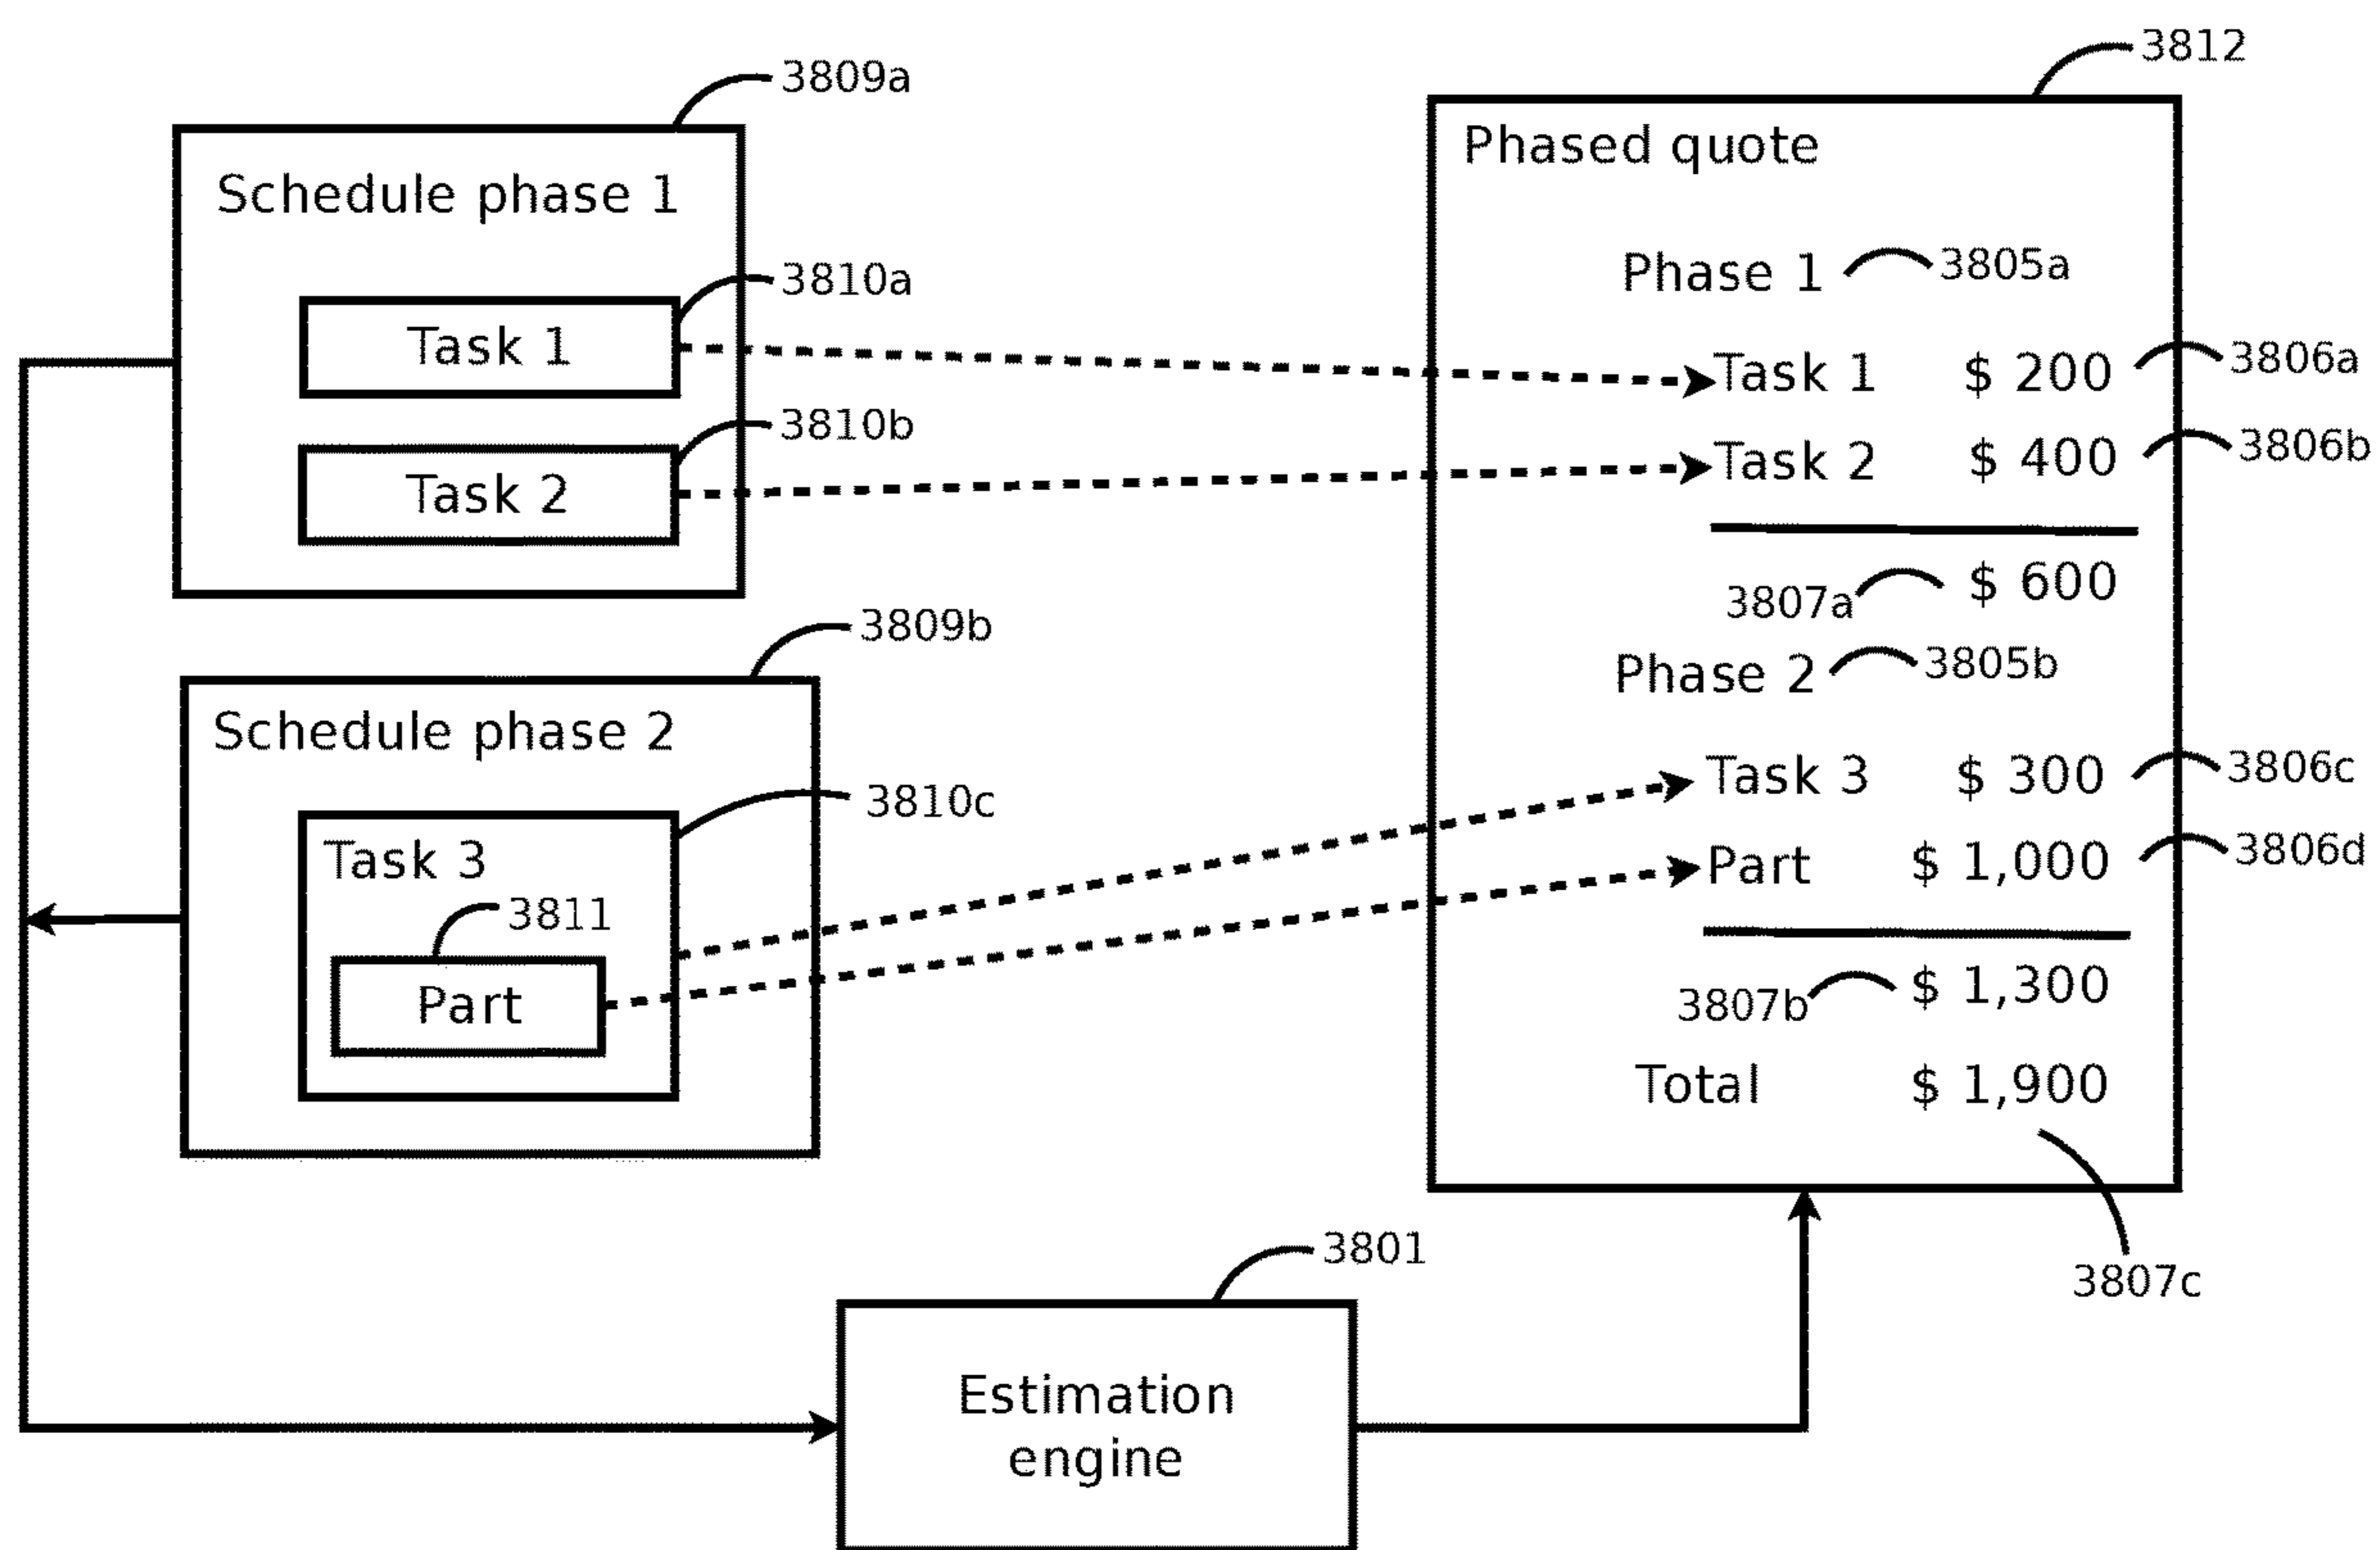 3809a
Schedule phase 1
3810a
Task 1
3810b
Task 2
3809b
Schedule phase 2
3810c
Task 3
3811
Part
3812
Phased quote
Phase 1 3805a
Task 1 $ 200 3806a
Task 2 $ 400 3806b
3807a $ 600
Phase 2 3805b
Task 3 $ 300 3806c
Part $ 1,000 3806d
3807b $ 1,300
Total $ 1,900
3807c
3801
Estimation
engine